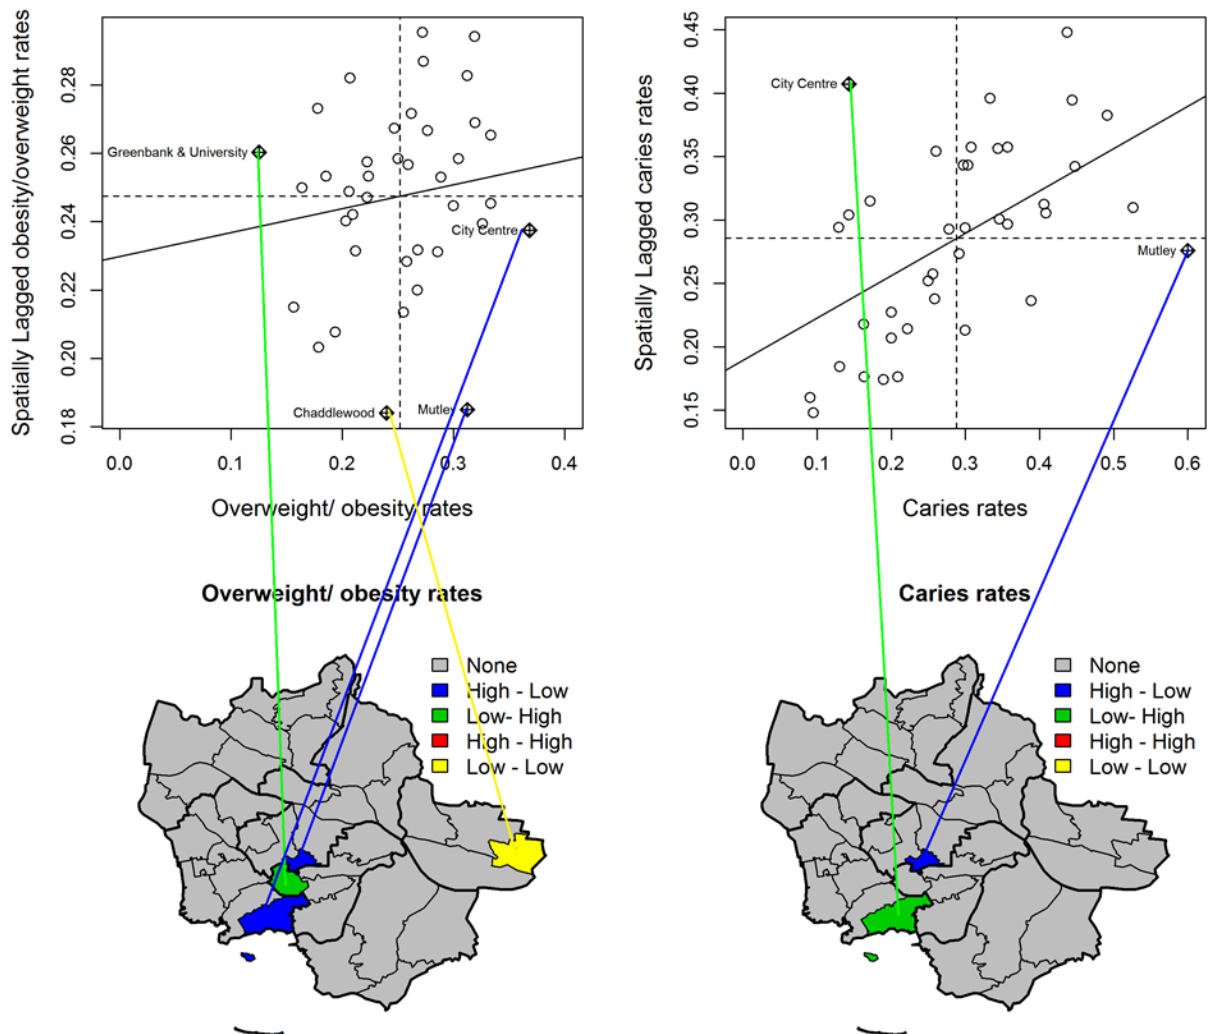 Spatially Lagged obesity/overweight rates
0.28
0.26
0.24
0.22
0.20
0.18
Greenbank & University
City Centre
Chaddlewood
Mutley
0.0 0.1 0.2 0.3 0.4
Overweight/ obesity rates
Spatially Lagged caries rates
0.45
0.40
0.35
0.30
0.25
0.20
0.15
City Centre
Mutley
0.0 0.1 0.2 0.3 0.4 0.5 0.6
Caries rates
Overweight/ obesity rates
None
High - Low
Low- High
High - High
Low - Low
Caries rates
None
High - Low
Low- High
High - High
Low - Low